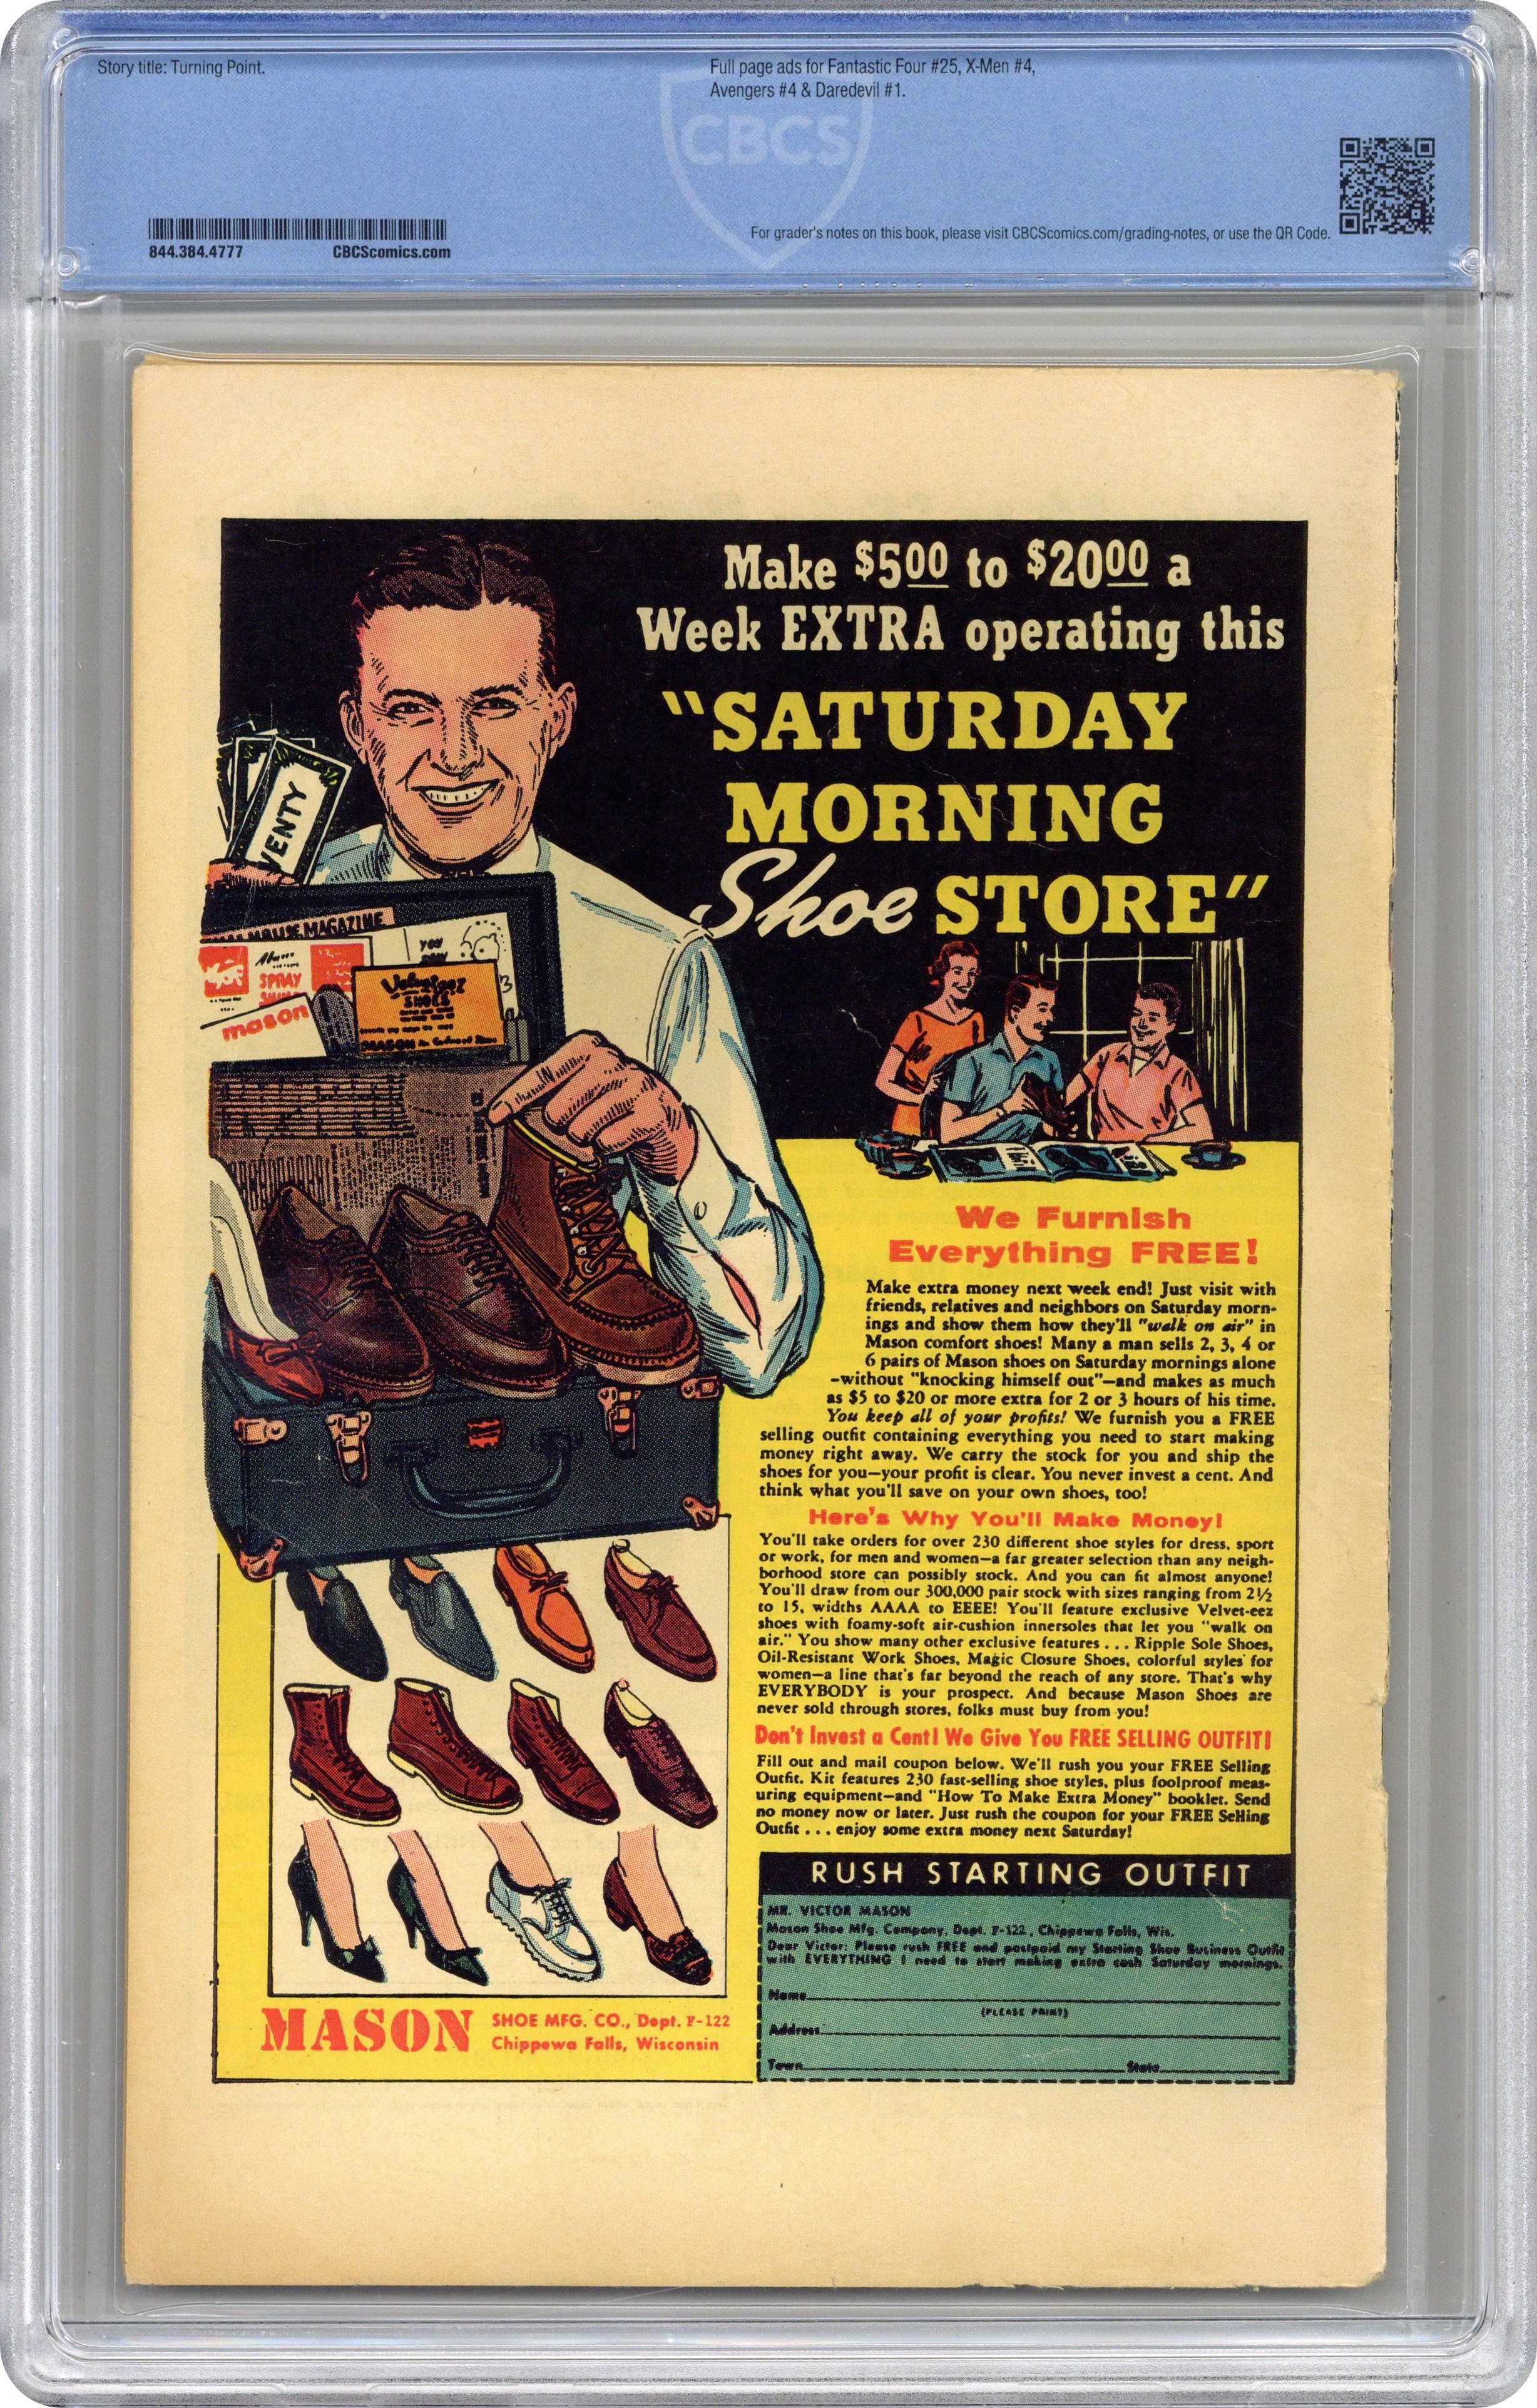 Story title: Turning Point.
Full page ads for Fantastic Four #25, X-Men #4,
Avengers #4 & Daredevil #1.
CBCS
844.384.4777 CBCScomics.com
For grader's notes on this book, please visit CBCScomics.com/grading-notes, or use the QR Code.
Make $5.00 to $20.00 a
Week EXTRA operating this
"SATURDAY
MORNING
Shoe STORE"
VENTY
MAGAZINE
SPRAY
mason
Velvet-eez
SHOES
MASON
We Furnish
Everything FREE!
Make extra money next week end! Just visit with
friends, relatives and neighbors on Saturday morn-
ings and show them how they'll "walk on air" in
Mason comfort shoes! Many a man sells 2, 3, 4 or
6 pairs of Mason shoes on Saturday mornings alone
-without "knocking himself out"-and makes as much
as $5 to $20 or more extra for 2 or 3 hours of his time.
You keep all of your profits! We furnish you a FREE
selling outfit containing everything you need to start making
money right away. We carry the stock for you and ship the
shoes for you—your profit is clear. You never invest a cent. And
think what you'll save on your own shoes, too!
Here's Why You'll Make Money!
You'll take orders for over 230 different shoe styles for dress, sport
or work, for men and women—a far greater selection than any neigh-
borhood store can possibly stock. And you can fit almost anyone!
You'll draw from our 300,000 pair stock with sizes ranging from 2½
to 15, widths AAAA to EEEE! You'll feature exclusive Velvet-eez
shoes with foamy-soft air-cushion innersoles that let you "walk on
air." You show many other exclusive features . . . Ripple Sole Shoes,
Oil-Resistant Work Shoes, Magic Closure Shoes, colorful styles for
women—a line that's far beyond the reach of any store. That's why
EVERYBODY is your prospect. And because Mason Shoes are
never sold through stores, folks must buy from you!
Don't Invest a Cent! We Give You FREE SELLING OUTFIT!
Fill out and mail coupon below. We'll rush you your FREE Selling
Outfit. Kit features 230 fast-selling shoe styles, plus foolproof meas-
uring equipment—and "How To Make Extra Money" booklet. Send
no money now or later. Just rush the coupon for your FREE Selling
Outfit . . . enjoy some extra money next Saturday!
RUSH STARTING OUTFIT
MR. VICTOR MASON
Mason Shoe Mfg. Company, Dept. F-122, Chippewa Falls, Wis.
Dear Victor: Please rush FREE and postpaid my Starting Shoe Business Outfit
with EVERYTHING I need to start making extra cash Saturday mornings.
Name
(PLEASE PRINT)
Address
Town State
MASON SHOE MFG. CO., Dept. F-122
Chippewa Falls, Wisconsin